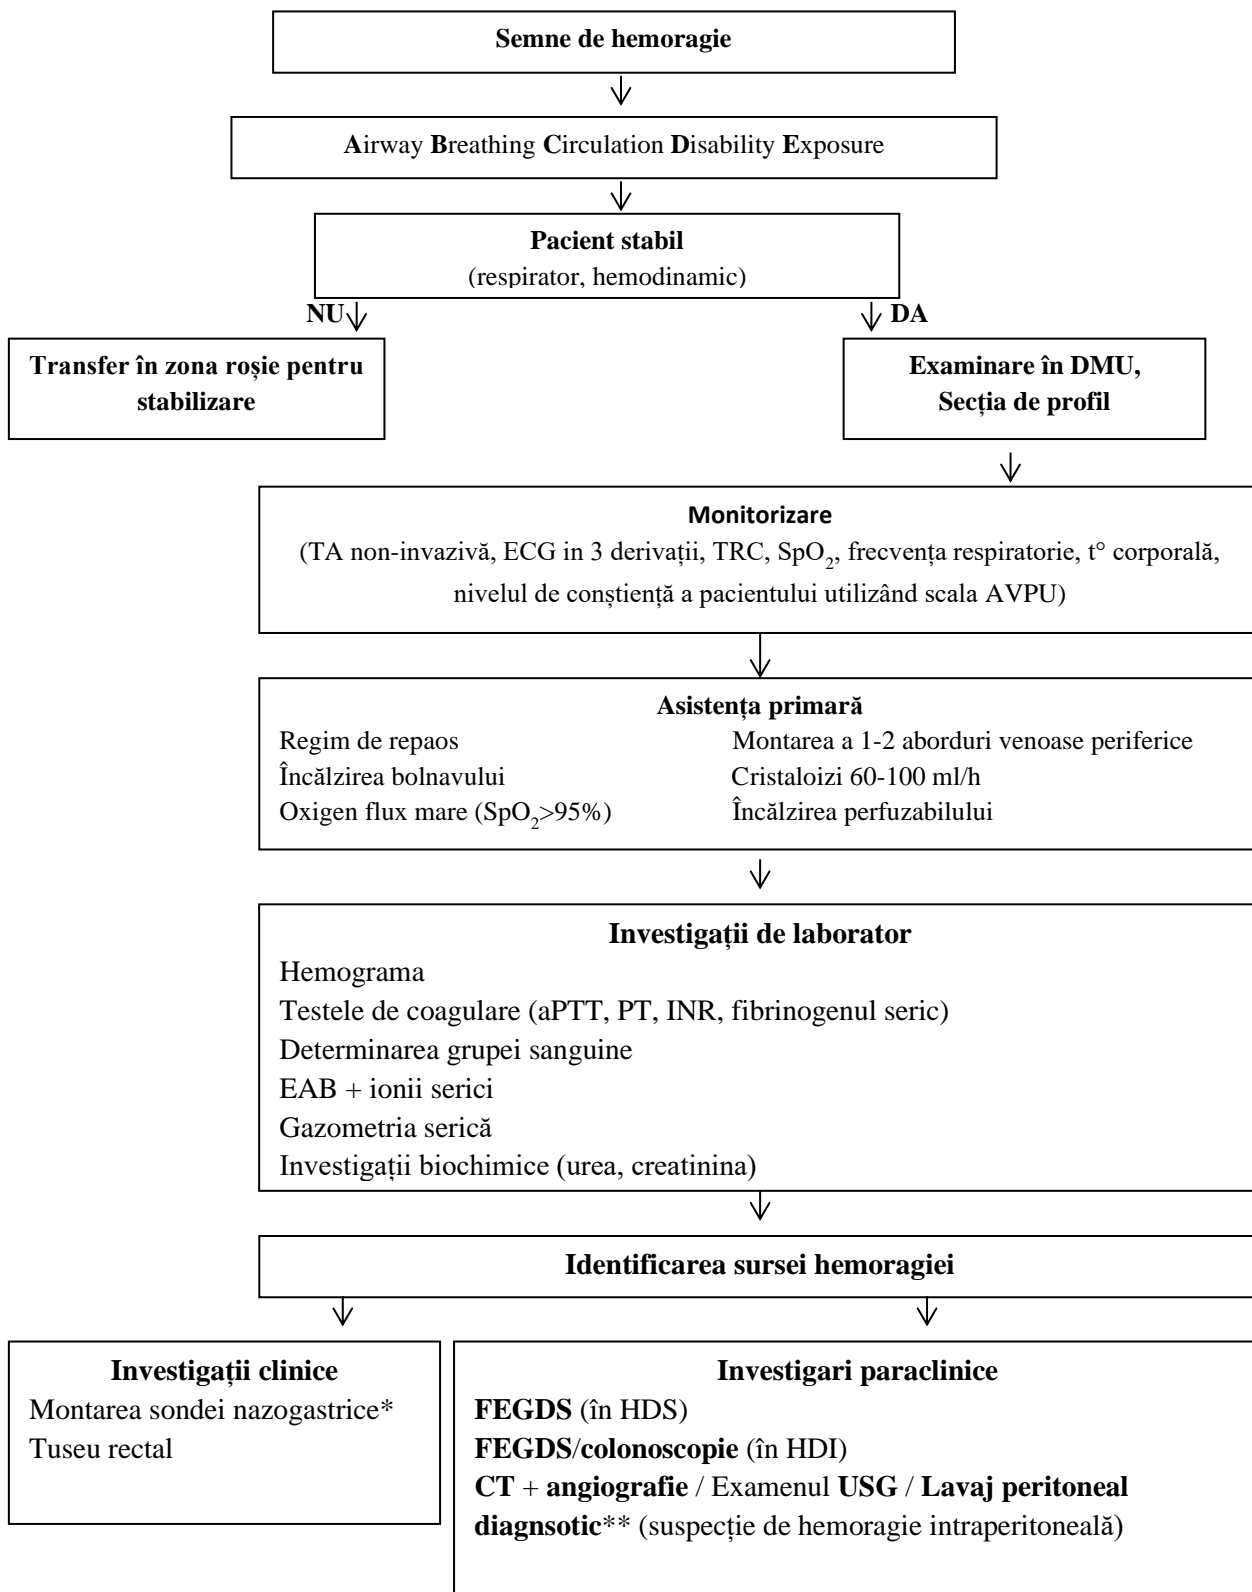 Semne de hemoragie
Airway Breathing Circulation Disability Exposure
Pacient stabil
(respirator, hemodinamic)
NU
DA
Transfer în zona roșie pentru
stabilizare
Examinare în DMU,
Secția de profil
Monitorizare
(TA non-invazivă, ECG in 3 derivații, TRC, SpO2, frecvența respiratorie, t° corporală,
nivelul de conștiență a pacientului utilizând scala AVPU)
Asistența primară
Regim de repaos
Încălzirea bolnavului
Oxigen flux mare (SpO2>95%)
Montarea a 1-2 aborduri venoase periferice
Cristaloizi 60-100 ml/h
Încălzirea perfuzabilului
Investigații de laborator
Hemograma
Testele de coagulare (aPTT, PT, INR, fibrinogenul seric)
Determinarea grupei sanguine
EAB + ionii serici
Gazometria serică
Investigații biochimice (urea, creatinina)
Identificarea sursei hemoragiei
Investigații clinice
Montarea sondei nazogastrice*
Tuseu rectal
Investigari paraclinice
FEGDS (în HDS)
FEGDS/colonoscopie (în HDI)
CT + angiografie / Examenul USG / Lavaj peritoneal
diagnsotic** (suspecție de hemoragie intraperitoneală)